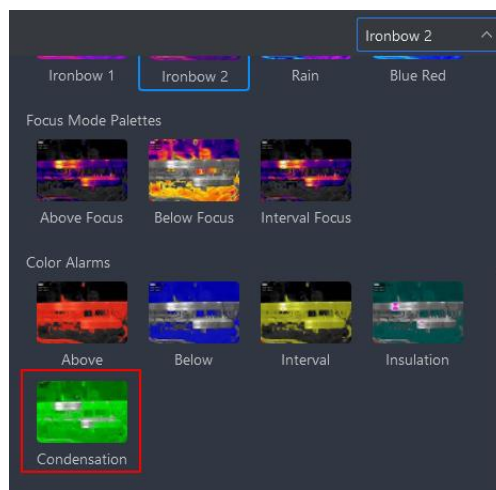 Ironbow 2
Ironbow 1 Ironbow 2 Rain Blue Red
Focus Mode Palettes
Above Focus Below Focus Interval Focus
Color Alarms
Above Below Interval Insulation
Condensation